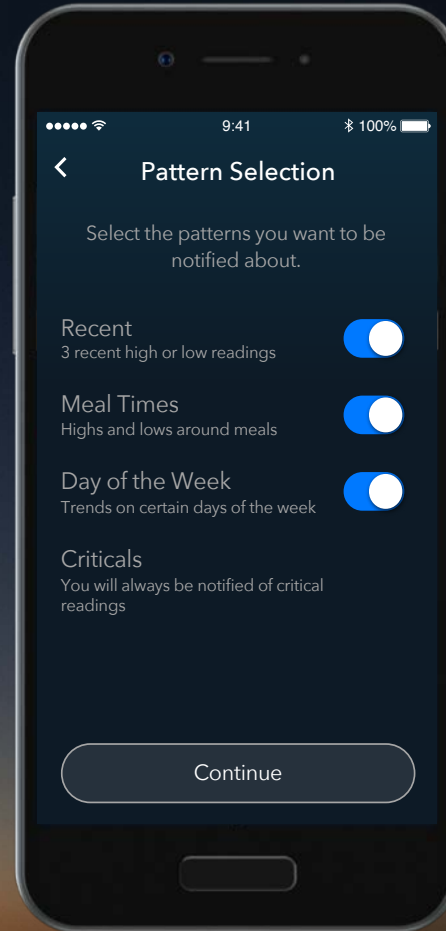 9:41
100%
Pattern Selection
Select the patterns you want to be
notified about.
Recent
3 recent high or low readings
Meal Times
Highs and lows around meals
Day of the Week
Trends on certain days of the week
Criticals
You will always be notified of critical
readings
Continue